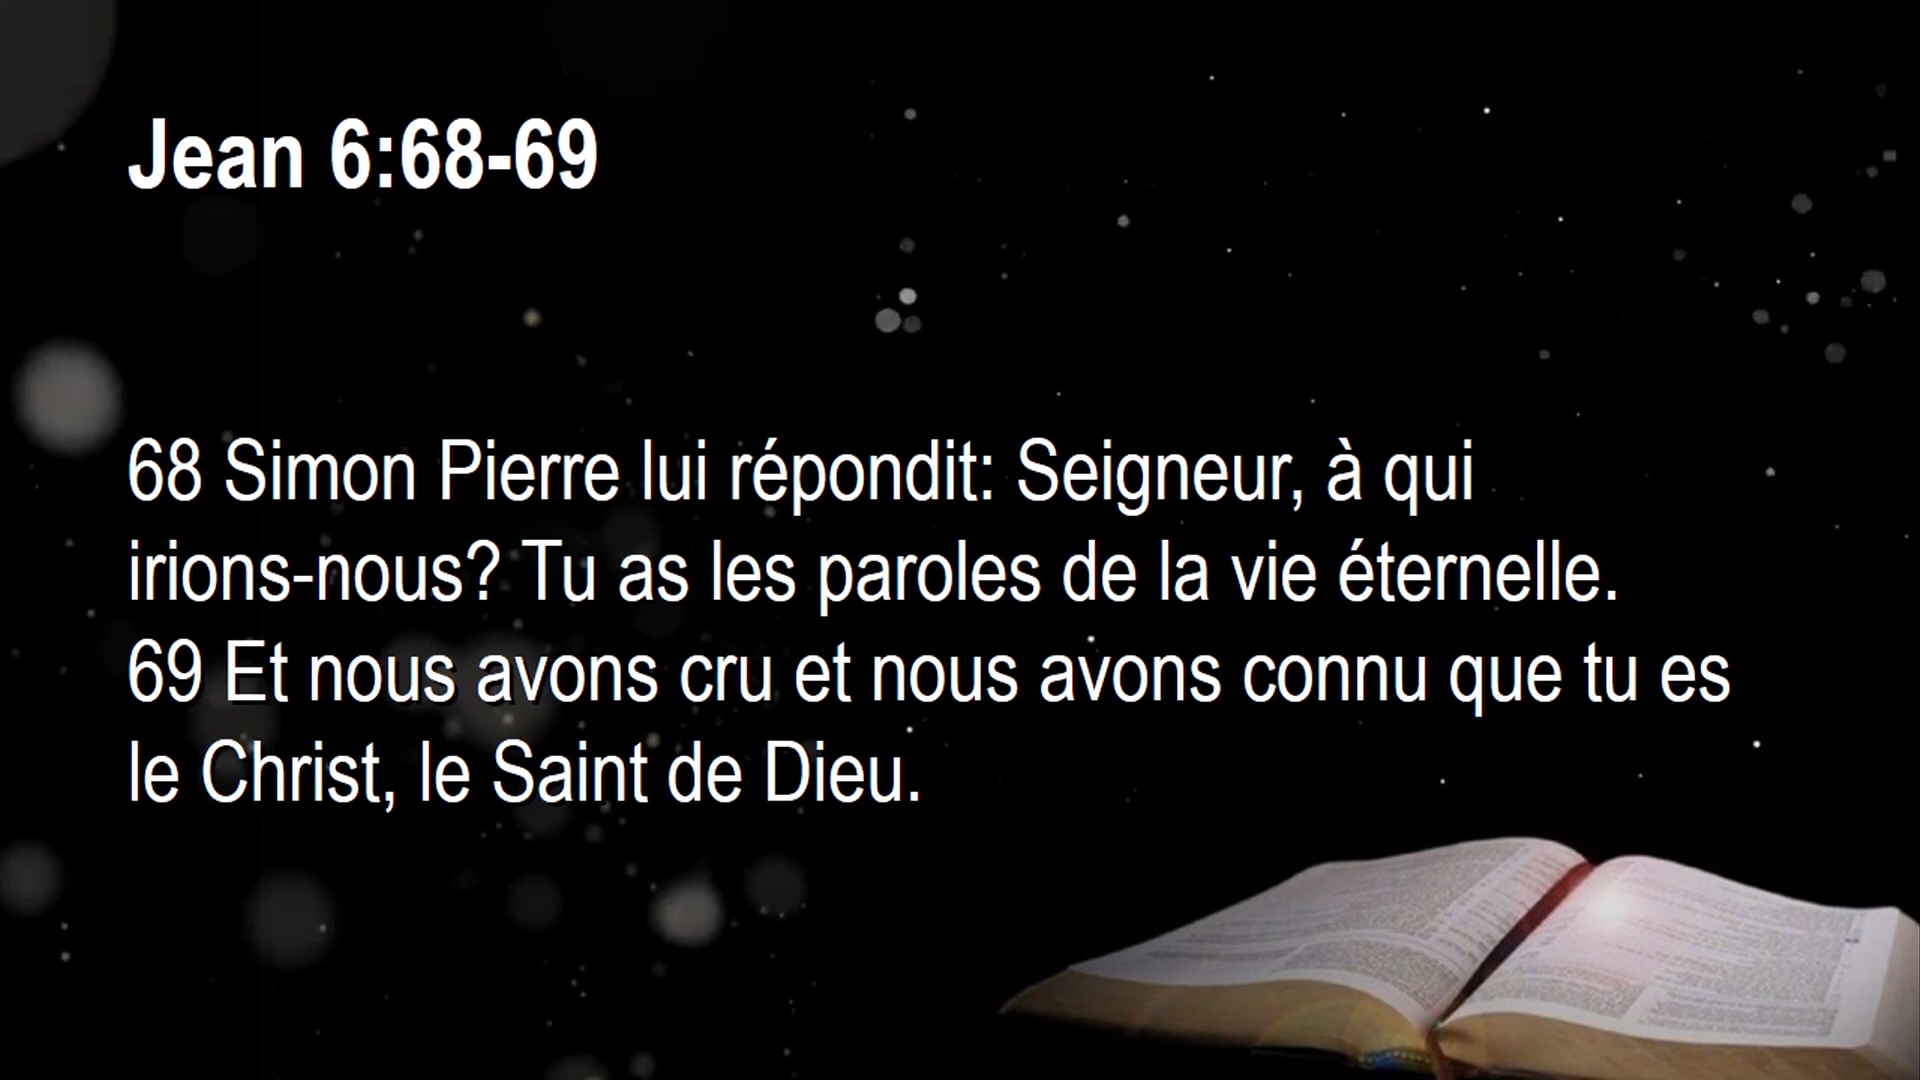 Jean 6:68-69
68 Simon Pierre lui répondit: Seigneur, à qui
irions-nous? Tu as les paroles de la vie éternelle.
69 Et nous avons cru et nous avons connu que tu es
le Christ, le Saint de Dieu.